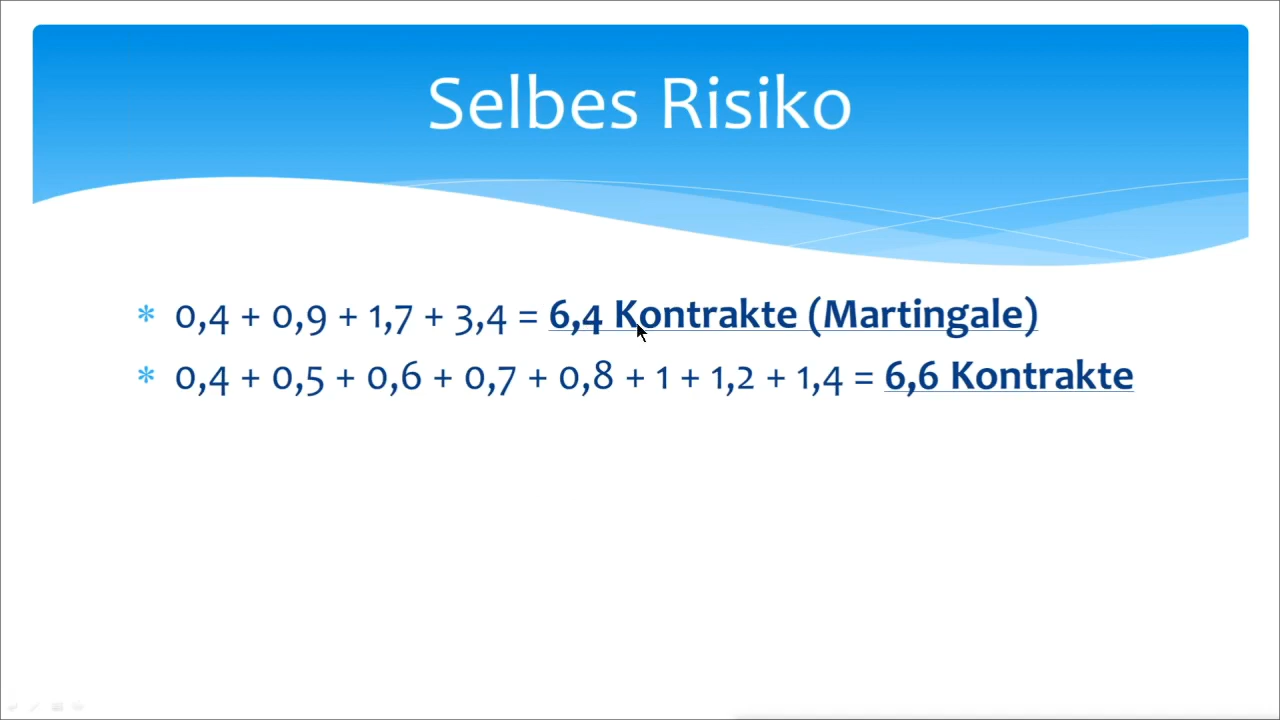 Selbes Risiko
* 0,4 + 0,9 + 1,7 + 3,4 = 6,4 Kontrakte (Martingale)
* 0,4 + 0,5 + 0,6 + 0,7 + 0,8 + 1 + 1,2 + 1,4 = 6,6 Kontrakte